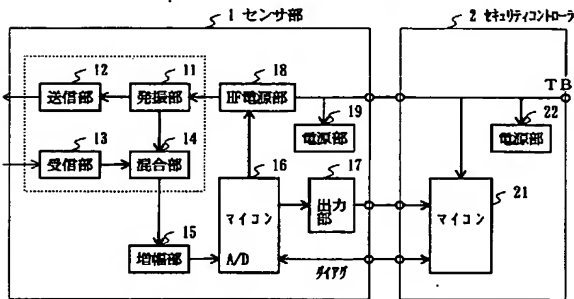 1 センサ部
2 セキュリティコントローラ
12
11
18
TB
送信部
発振部
HF電源部
13
14
19
22
電源部
電源部
受信部
混合部
16
17
21
マイコン
A/D
出力部
マイコン
15
増幅部
ダイアグ